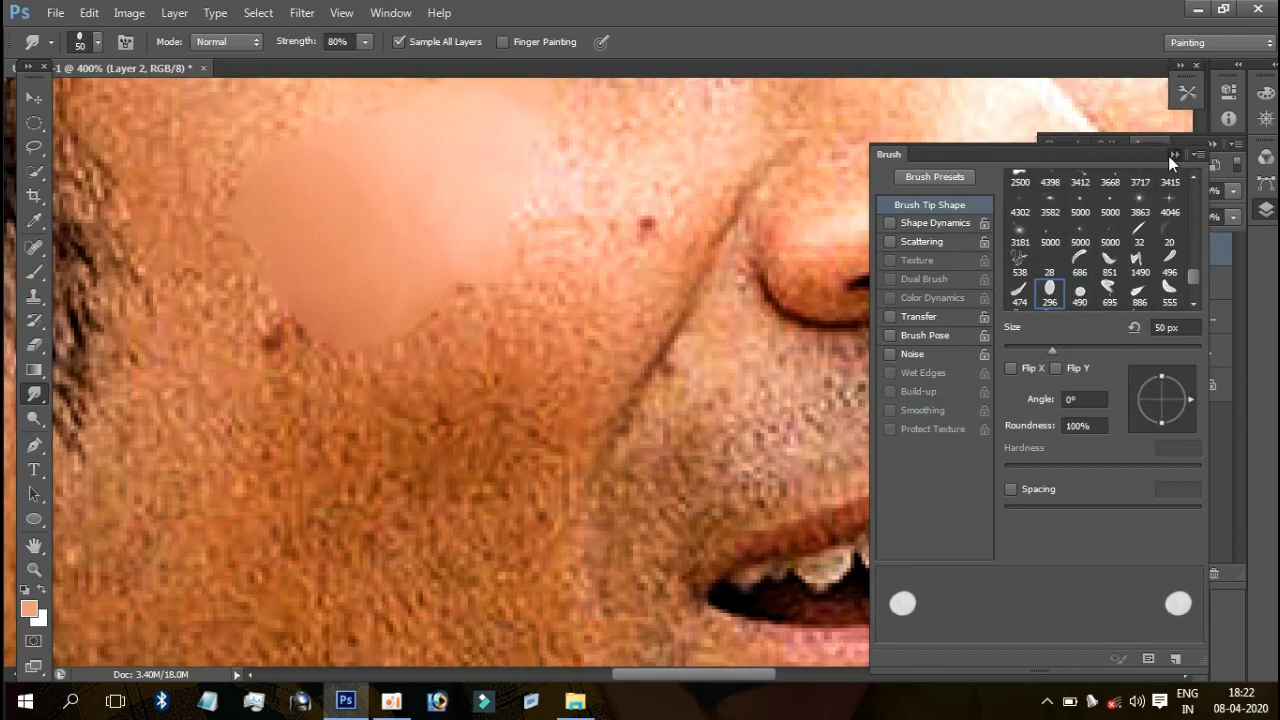 Ps File Edit Image Layer Type Select Filter View Window Help
50 Mode: Normal Strength: 80% Sample All Layers Finger Painting Painting
-1 @ 400% (Layer 2, RGB/8) * ×
Brush
Brush Presets
Brush Tip Shape
Shape Dynamics
Scattering
Texture
Dual Brush
Color Dynamics
Transfer
Brush Pose
Noise
Wet Edges
Build-up
Smoothing
Protect Texture
2500 4398 3412 3668 3717 3415
4302 3582 5000 5000 3863 4046
3181 5000 5000 5000 32 20
538 28 686 851 1490 496
474 296 490 695 886 555
Size 50 px
Flip X Flip Y
Angle: 0°
Roundness: 100%
Hardness
Spacing
T
Doc: 3.40M/18.0M
Ps
ENG 18:22
IN 08-04-2020